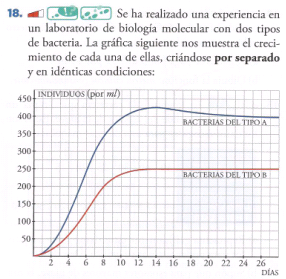 18. Se ha realizado una experiencia en
un laboratorio de biología molecular con dos tipos
de bacteria. La gráfica siguiente nos muestra el creci-
miento de cada una de ellas, criándose por separado
y en idénticas condiciones:
INDIVIDUOS (por ml)
450
400
BACTERIAS DEL TIPO A
350
300
250
BACTERIAS DEL TIPO B
200
150
100
50
2 4 6 8 10 12 14 16 18 20 22 24 26
DÍAS